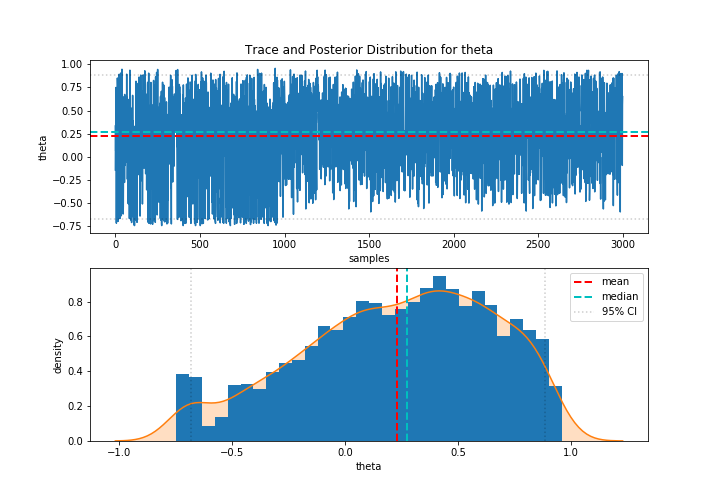 Trace and Posterior Distribution for theta
1.00
0.75
0.50
0.25
0.00
−0.25
−0.50
−0.75
theta
0 500 1000 1500 2000 2500 3000
samples
mean
median
95% CI
0.8
0.6
0.4
0.2
0.0
density
−1.0 −0.5 0.0 0.5 1.0
theta